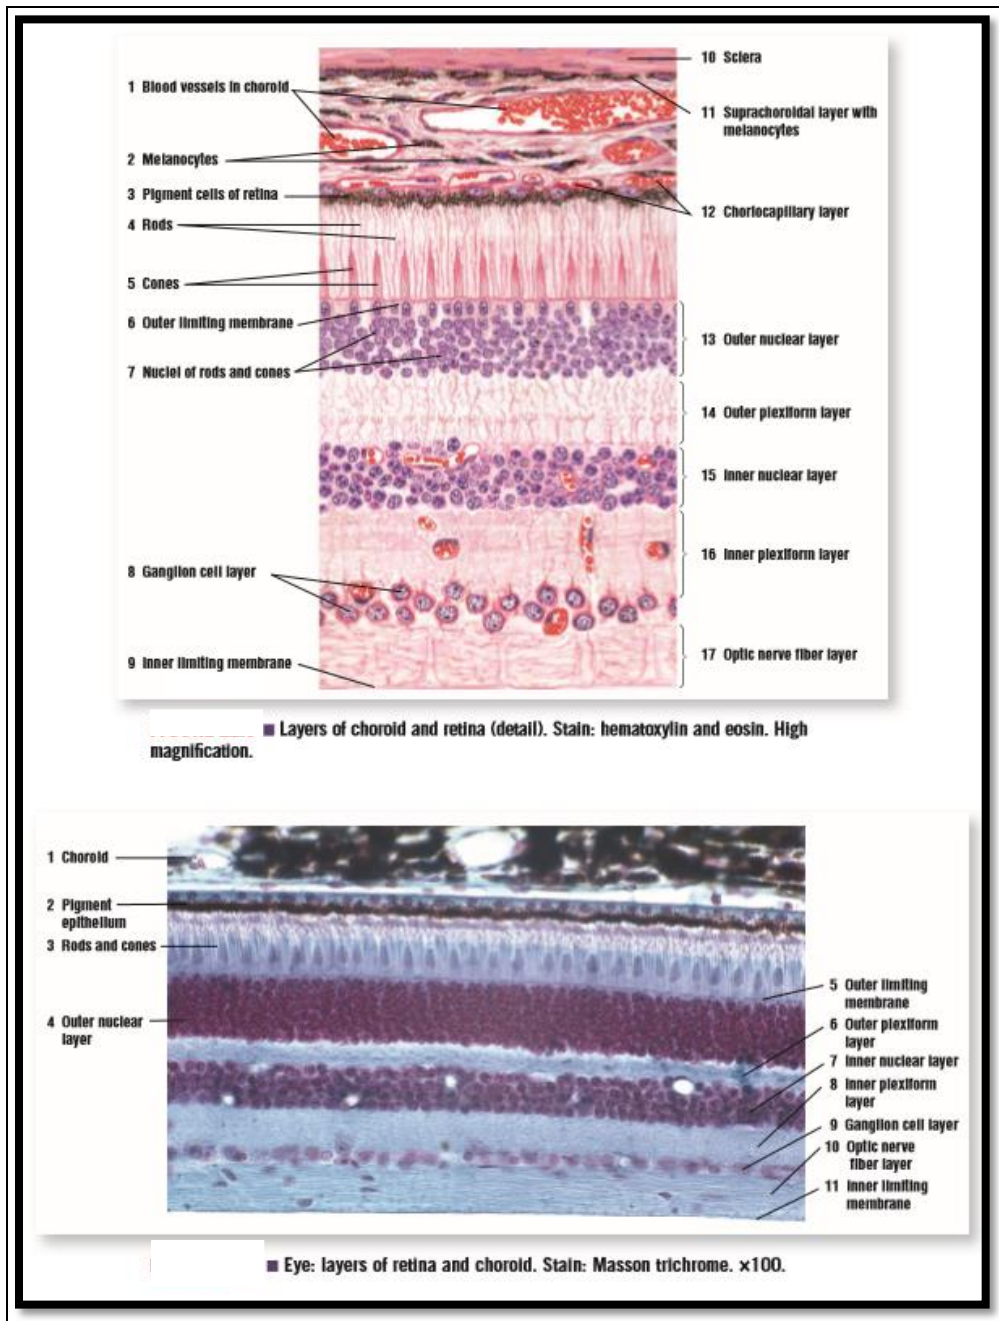 1 Blood vessels in choroid
2 Melanocytes
3 Pigment cells of retina
4 Rods
5 Cones
6 Outer limiting membrane
7 Nuclei of rods and cones
8 Ganglion cell layer
9 Inner limiting membrane
10 Sclera
11 Suprachoroidal layer with
melanocytes
12 Choriocapillary layer
13 Outer nuclear layer
14 Outer plexiform layer
15 Inner nuclear layer
16 Inner plexiform layer
17 Optic nerve fiber layer
■ Layers of choroid and retina (detail). Stain: hematoxylin and eosin. High
magnification.
1 Choroid
2 Pigment
epithelium
3 Rods and cones
4 Outer nuclear
layer
5 Outer limiting
membrane
6 Outer plexiform
layer
7 Inner nuclear layer
8 Inner plexiform
layer
9 Ganglion cell layer
10 Optic nerve
fiber layer
11 Inner limiting
membrane
■ Eye: layers of retina and choroid. Stain: Masson trichrome. ×100.